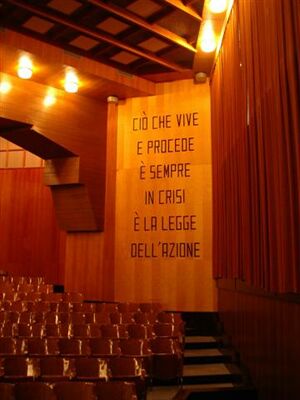 CIÒ CHE VIVE
E PROCEDE
È SEMPRE
IN CRISI
È LA LEGGE
DELL'AZIONE